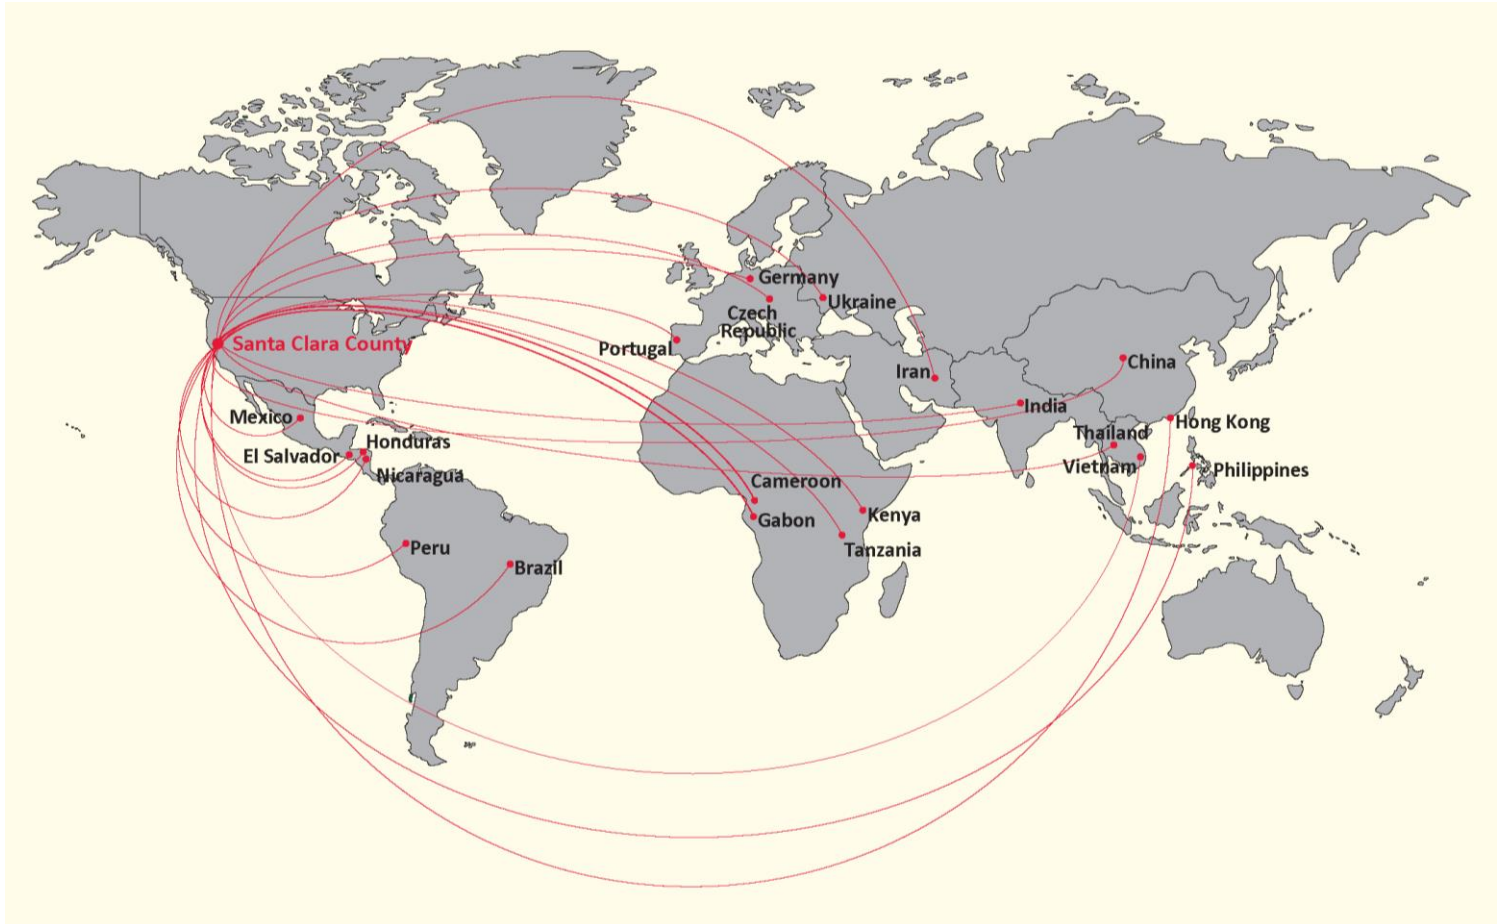 Germany
Ukraine
Czech
Republic
Santa Clara County
Portugal
China
Iran
India
Mexico
Hong Kong
Thailand
Honduras
El Salvador
Vietnam
Philippines
Nicaragua
Cameroon
Kenya
Gabon
Peru
Tanzania
Brazil